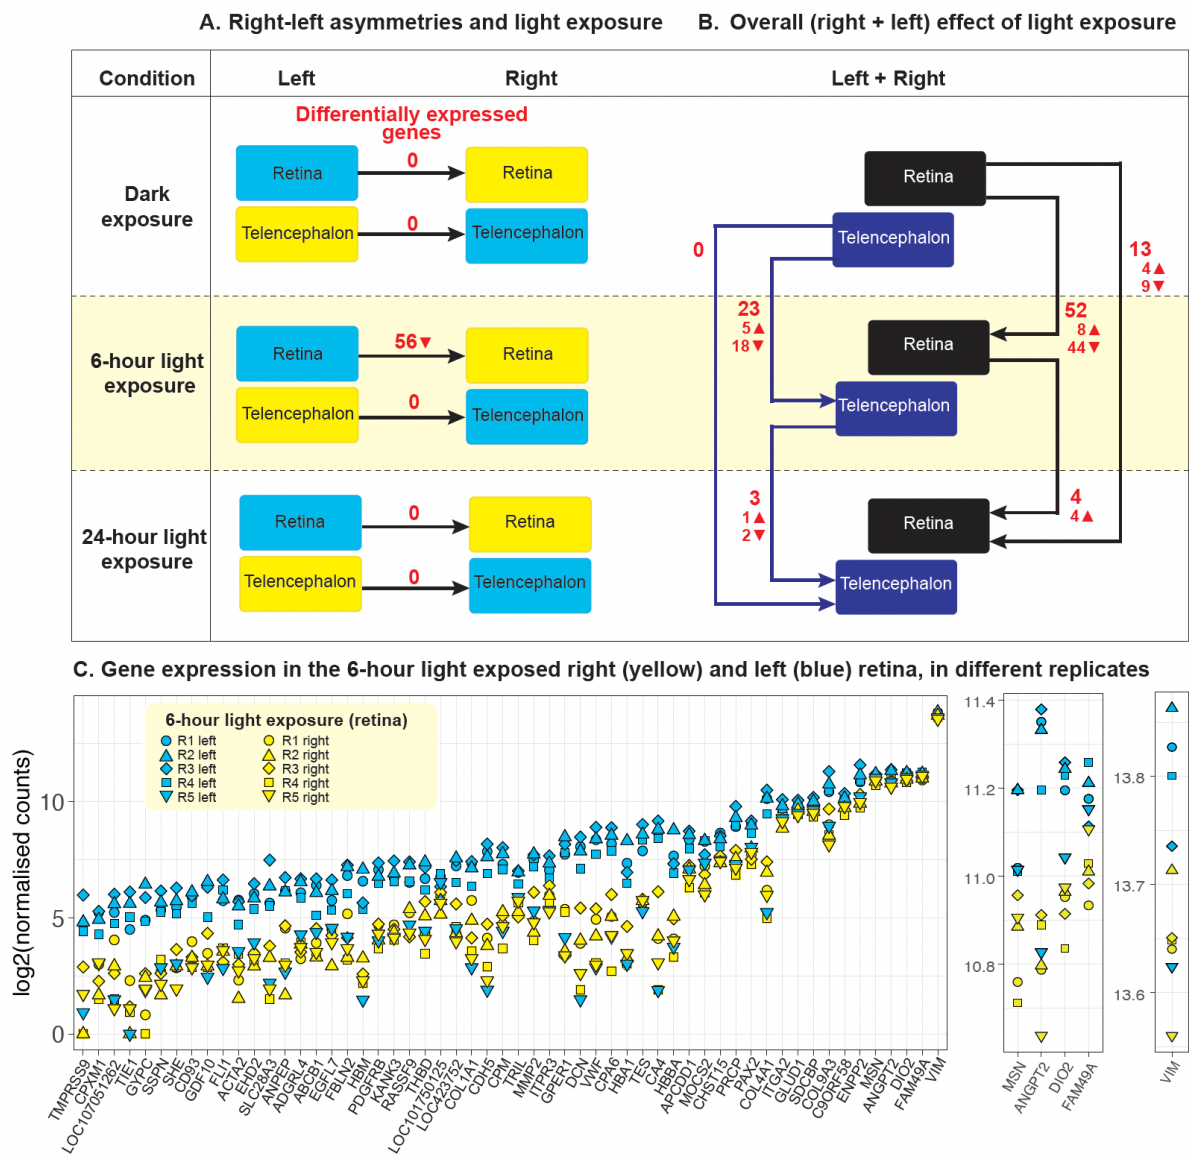 A. Right-left asymmetries and light exposure
B. Overall (right + left) effect of light exposure
Condition
Left
Right
Left + Right
Differentially expressed
genes
Dark
exposure
Retina
0
Retina
Telencephalon
0
Telencephalon
Retina
Telencephalon
0
13
4▲
9▼
6-hour light
exposure
Retina
56▼
Retina
Telencephalon
0
Telencephalon
23
5▲
18▼
52
8▲
44▼
Retina
Telencephalon
24-hour light
exposure
Retina
0
Retina
Telencephalon
0
Telencephalon
3
1▲
2▼
4
4▲
Retina
Telencephalon
C. Gene expression in the 6-hour light exposed right (yellow) and left (blue) retina, in different replicates
6-hour light exposure (retina)
R1 left
R1 right
R2 left
R2 right
R3 left
R3 right
R4 left
R4 right
R5 left
R5 right
log2(normalised counts)
10
5
0
TMPRSS9
CPXM1
LOC107051262
TIE1
GYPC
SSPN
SHE
CD93
GDF10
FLI1
ACTA2
EHD2
SLC28A3
ANPEP
ADGRL4
ABCB1
EGFL7
FBLN2
HBM
PDGFRB
KANK3
RASSF9
THBD
LOC101750125
LOC423752
COL1A1
CDH5
CPM
TRIL
MMP2
ITPR3
GPER1
DCN
VWF
CPA6
HBA1
TES
CA4
HBBA
APCDD1
MOCS2
CHST15
PRCP
PAX2
COL4A1
ITGA2
GLUD1
SDCBP
COL9A3
C9ORF58
ENPP2
MSN
ANGPT2
DIO2
FAM49A
VIM
11.4
11.2
11.0
10.8
MSN
ANGPT2
DIO2
FAM49A
13.8
13.7
13.6
VIM